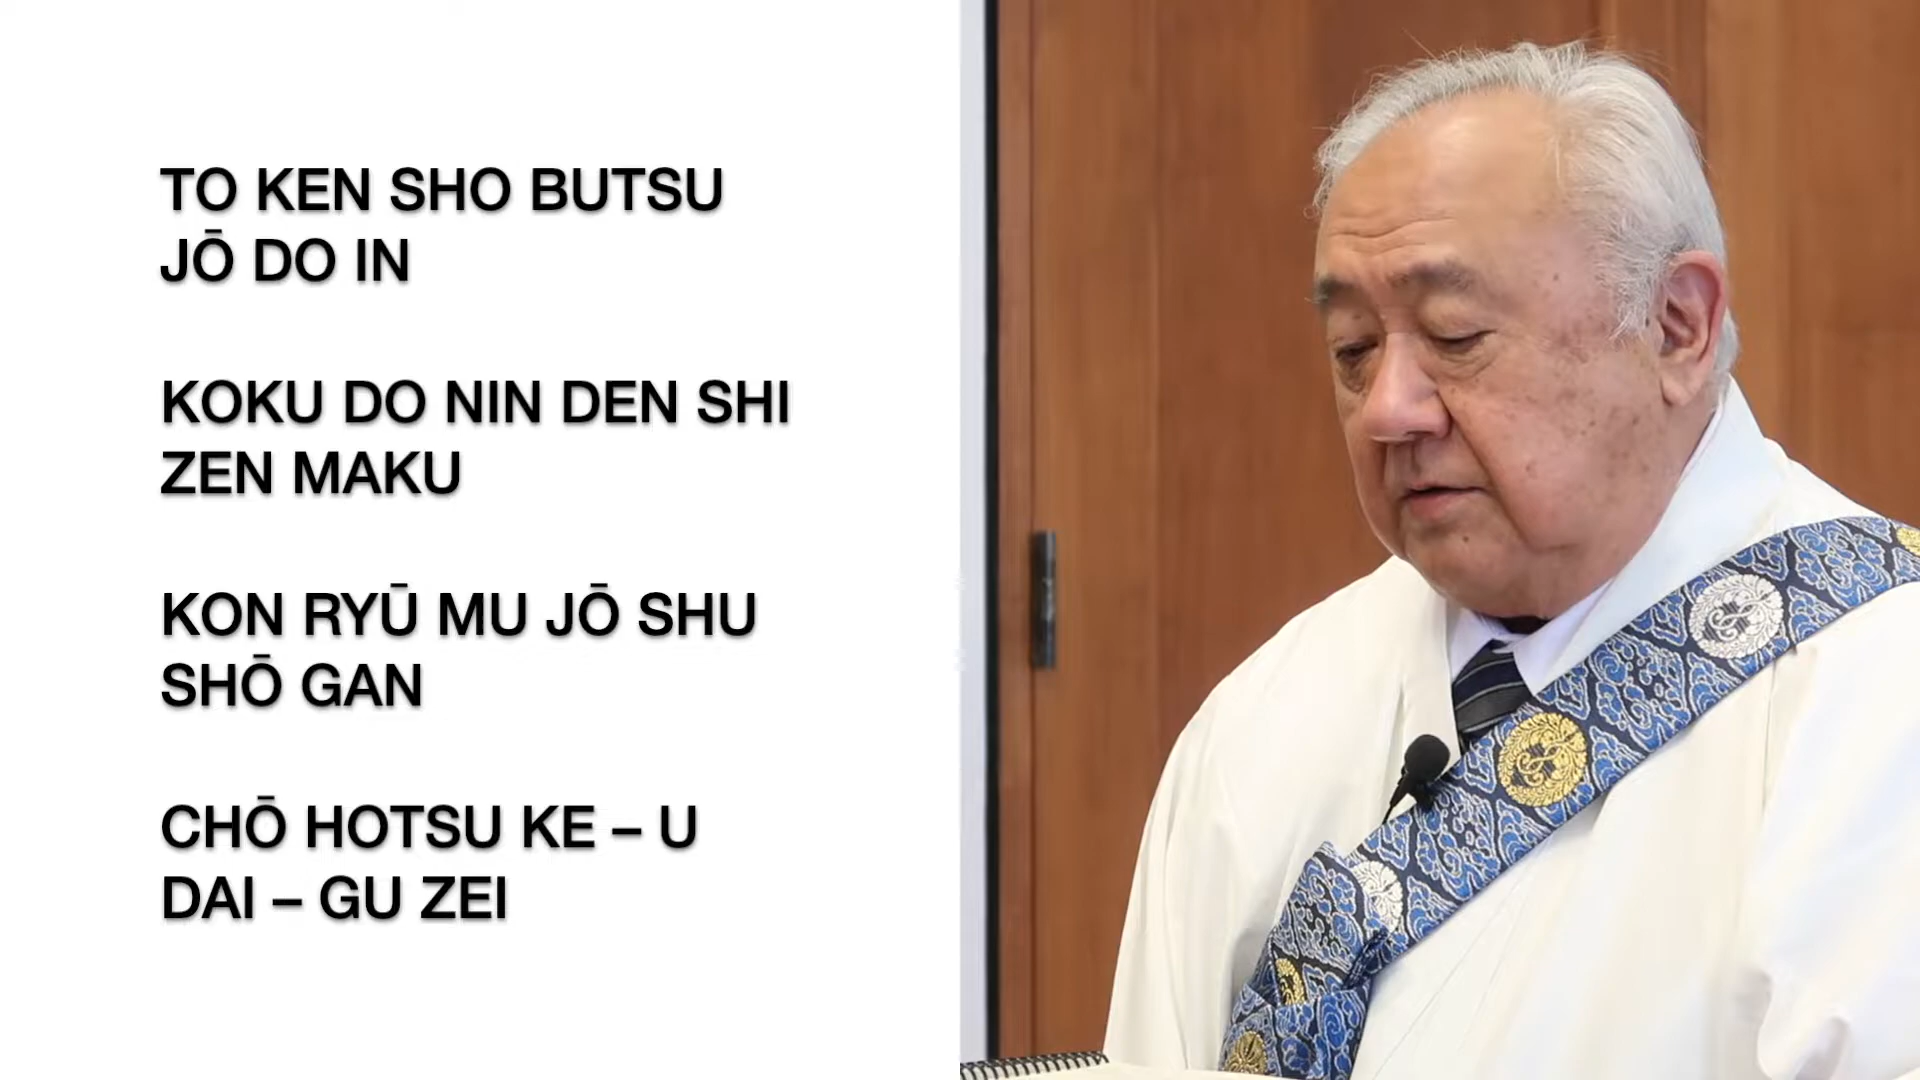 TO KEN SHO BUTSU
JŌ DO IN
KOKU DO NIN DEN SHI
ZEN MAKU
KON RYŪ MU JŌ SHU
SHŌ GAN
CHŌ HOTSU KE – U
DAI – GU ZEI